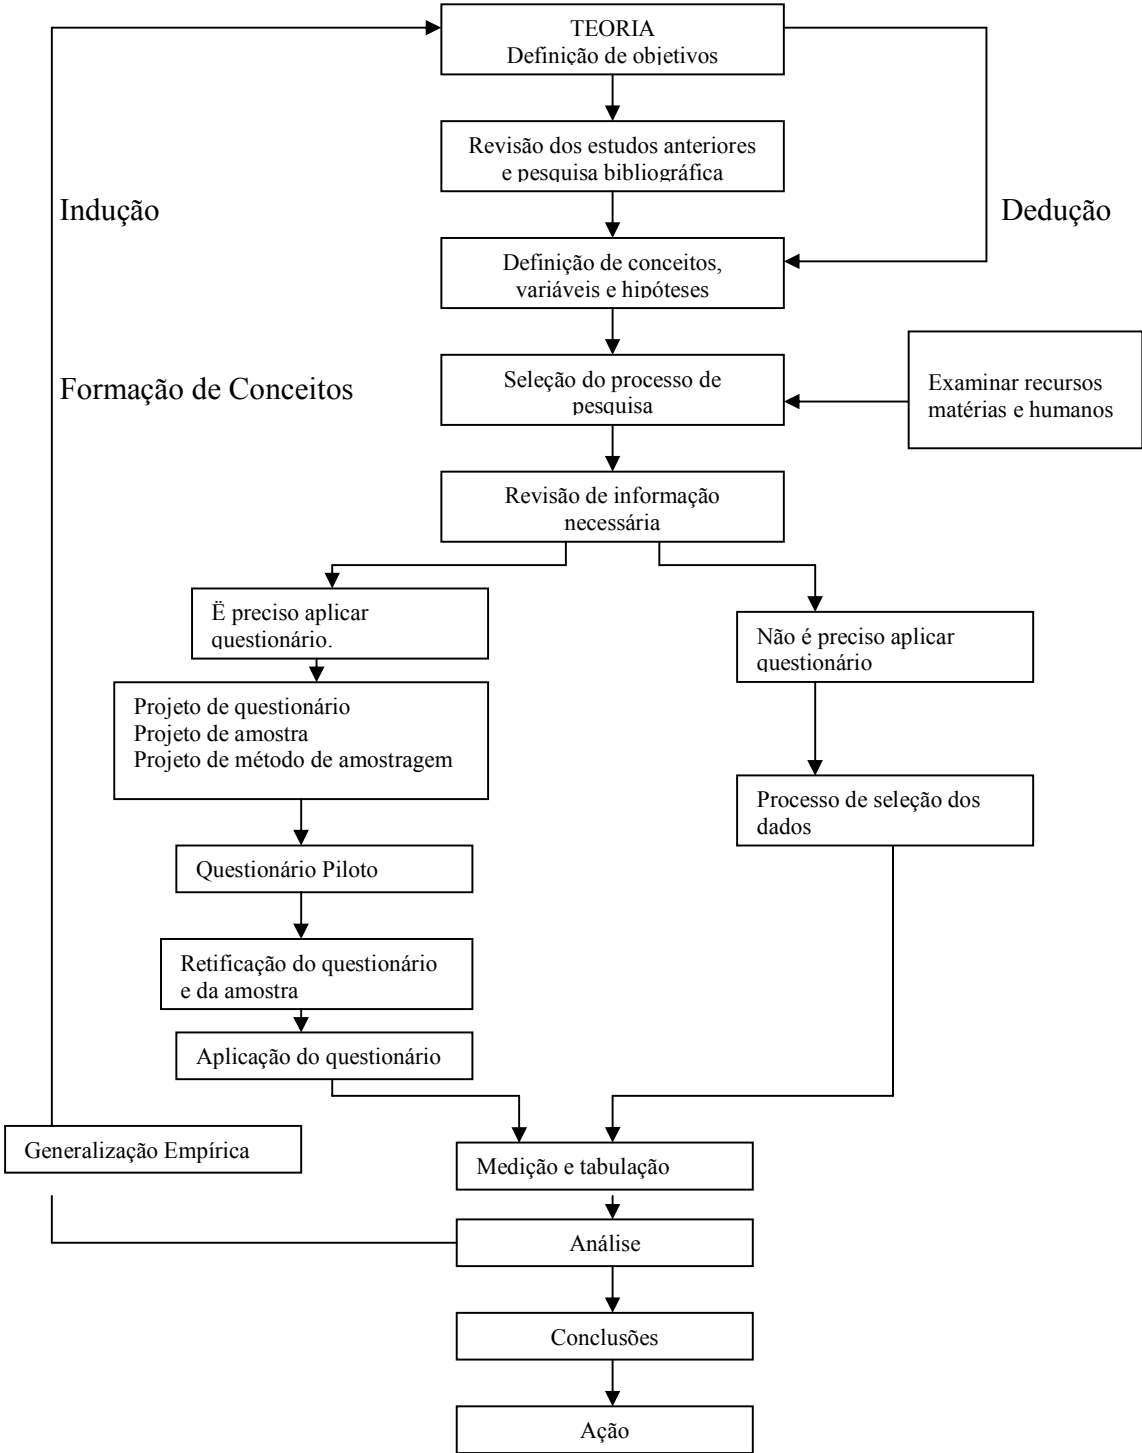 TEORIA
Definição de objetivos
Revisão dos estudos anteriores
e pesquisa bibliográfica
Indução
Dedução
Definição de conceitos,
variáveis e hipóteses
Formação de Conceitos
Seleção do processo de
pesquisa
Examinar recursos
matérias e humanos
Revisão de informação
necessária
Ë preciso aplicar
questionário.
Não é preciso aplicar
questionário
Projeto de questionário
Projeto de amostra
Projeto de método de amostragem
Processo de seleção dos
dados
Questionário Piloto
Retificação do questionário
e da amostra
Aplicação do questionário
Generalização Empírica
Medição e tabulação
Análise
Conclusões
Ação